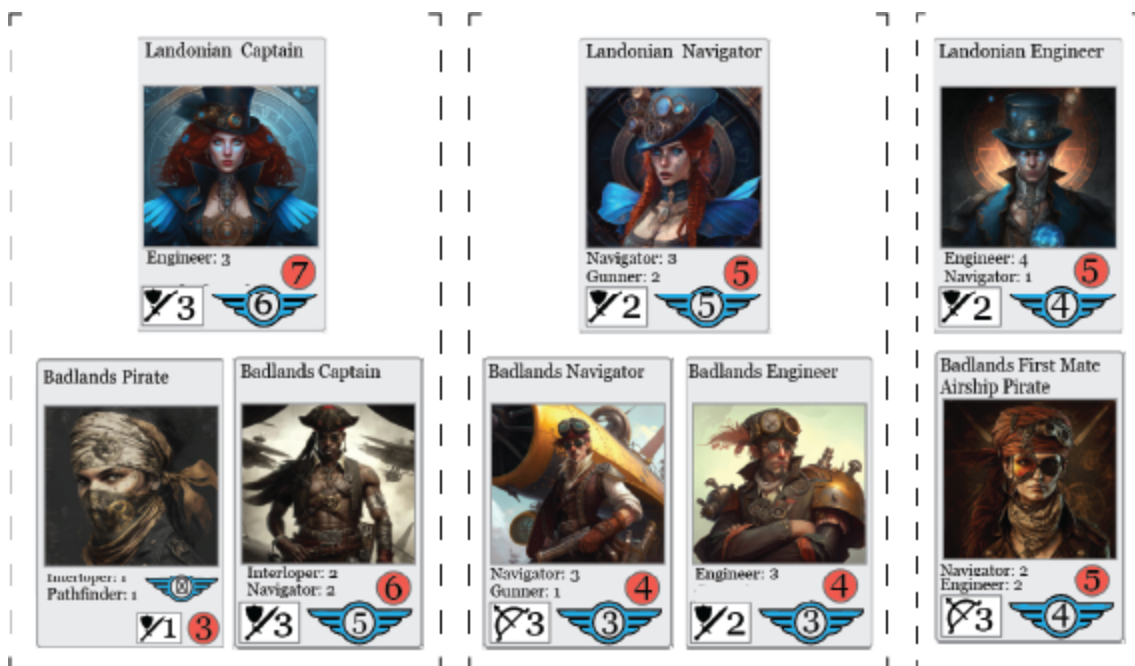 Landonian Captain
Engineer: 3
7
3
6
Landonian Navigator
Navigator: 3
Gunner: 2
5
2
5
Landonian Engineer
Engineer: 4
Navigator: 1
5
2
4
Badlands Pirate
Interloper: 1
Pathfinder: 1
1
3
Badlands Captain
Interloper: 2
Navigator: 2
6
3
5
Badlands Navigator
Navigator: 3
Gunner: 1
4
3
3
Badlands Engineer
Engineer: 3
4
2
3
Badlands First Mate
Airship Pirate
Navigator: 2
Engineer: 2
5
3
4